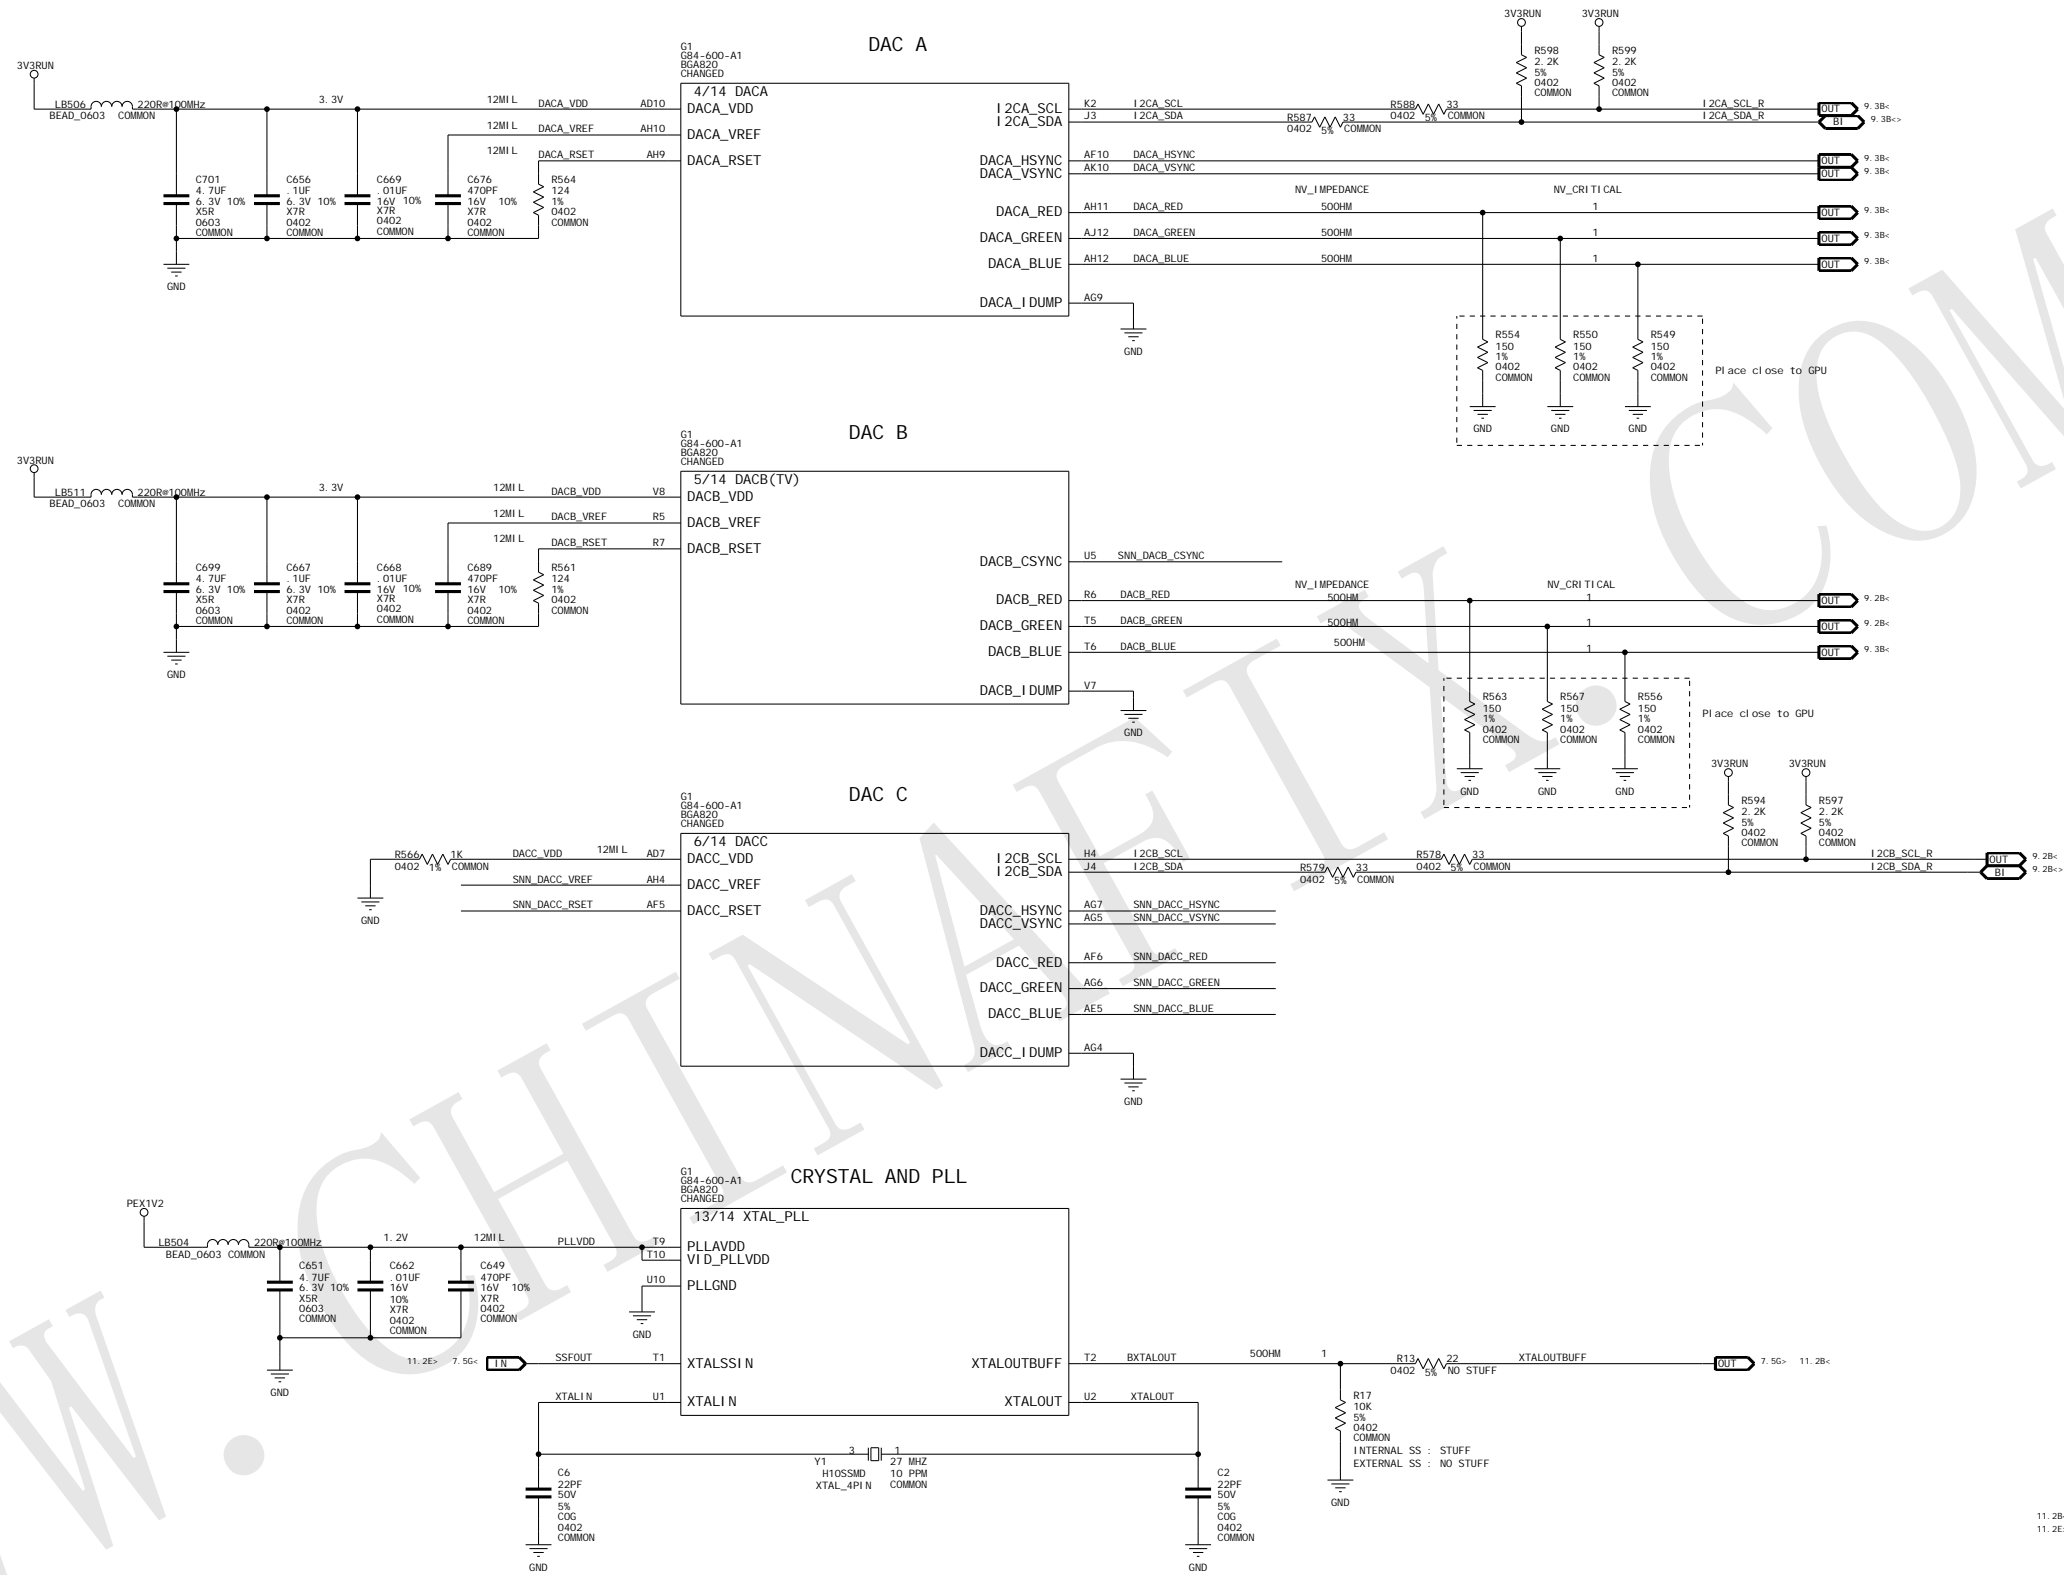 DAC A
G1
G84-600-A1
BGA820
CHANGED
4/14 DACA
3V3RUN
LB506 220R@100MHz
BEAD_0603 COMMON
3.3V
12MIL DACA_VDD AD10 DACA_VDD
12MIL DACA_VREF AH10 DACA_VREF
12MIL DACA_RSET AH9 DACA_RSET
C701
4.7UF
6.3V 10%
X5R
0603
COMMON
C656
.1UF
6.3V 10%
X7R
0402
COMMON
C669
.01UF
16V 10%
X7R
0402
COMMON
C676
470PF
16V 10%
X7R
0402
COMMON
R564
124
1%
0402
COMMON
GND
3V3RUN
3V3RUN
R598
2.2K
5%
0402
COMMON
R599
2.2K
5%
0402
COMMON
I2CA_SCL K2 I2CA_SCL R588 33 I2CA_SCL_R OUT 9.3B<
0402 5% COMMON
I2CA_SDA J3 I2CA_SDA R587 33 I2CA_SDA_R BI 9.3B<>
0402 5% COMMON
DACA_HSYNC AF10 DACA_HSYNC OUT 9.3B<
DACA_VSYNC AK10 DACA_VSYNC OUT 9.3B<
NV_IMPEDANCE NV_CRITICAL
DACA_RED AH11 DACA_RED 50OHM 1 OUT 9.3B<
DACA_GREEN AJ12 DACA_GREEN 50OHM 1 OUT 9.3B<
DACA_BLUE AH12 DACA_BLUE 50OHM 1 OUT 9.3B<
DACA_IDUMP AG9
GND
R554
150
1%
0402
COMMON
R550
150
1%
0402
COMMON
R549
150
1%
0402
COMMON
Place close to GPU
GND
GND
GND
DAC B
G1
G84-600-A1
BGA820
CHANGED
5/14 DACB(TV)
3V3RUN
LB511 220R@100MHz
BEAD_0603 COMMON
3.3V
12MIL DACB_VDD V8 DACB_VDD
12MIL DACB_VREF R5 DACB_VREF
12MIL DACB_RSET R7 DACB_RSET
C699
4.7UF
6.3V 10%
X5R
0603
COMMON
C667
.1UF
6.3V 10%
X7R
0402
COMMON
C668
.01UF
16V 10%
X7R
0402
COMMON
C689
470PF
16V 10%
X7R
0402
COMMON
R561
124
1%
0402
COMMON
GND
DACB_CSYNC U5 SNN_DACB_CSYNC
NV_IMPEDANCE NV_CRITICAL
DACB_RED R6 DACB_RED 50OHM 1 OUT 9.2B<
DACB_GREEN T5 DACB_GREEN 50OHM 1 OUT 9.2B<
DACB_BLUE T6 DACB_BLUE 50OHM 1 OUT 9.3B<
DACB_IDUMP V7
GND
R563
150
1%
0402
COMMON
R567
150
1%
0402
COMMON
R556
150
1%
0402
COMMON
Place close to GPU
GND
GND
GND
DAC C
G1
G84-600-A1
BGA820
CHANGED
6/14 DACC
R566 1K
0402 1% COMMON
GND
DACC_VDD 12MIL AD7 DACC_VDD
SNN_DACC_VREF AH4 DACC_VREF
SNN_DACC_RSET AF5 DACC_RSET
3V3RUN
3V3RUN
R594
2.2K
5%
0402
COMMON
R597
2.2K
5%
0402
COMMON
I2CB_SCL H4 I2CB_SCL R578 33 I2CB_SCL_R OUT 9.2B<
0402 5% COMMON
I2CB_SDA J4 I2CB_SDA R579 33 I2CB_SDA_R BI 9.2B<>
0402 5% COMMON
DACC_HSYNC AG7 SNN_DACC_HSYNC
DACC_VSYNC AG5 SNN_DACC_VSYNC
DACC_RED AF6 SNN_DACC_RED
DACC_GREEN AG6 SNN_DACC_GREEN
DACC_BLUE AE5 SNN_DACC_BLUE
DACC_IDUMP AG4
GND
CRYSTAL AND PLL
G1
G84-600-A1
BGA820
CHANGED
13/14 XTAL_PLL
PEX1V2
LB504 220R@100MHz
BEAD_0603 COMMON
1.2V 12MIL PLLVDD T9 PLLAVDD
T10 VID_PLLVDD
U10 PLLGND
GND
C651
4.7UF
6.3V 10%
X5R
0603
COMMON
C662
.01UF
16V
10%
X7R
0402
COMMON
C649
470PF
16V 10%
X7R
0402
COMMON
GND
11.2E> 7.5G< IN SSFOUT T1 XTALSSIN
XTALIN U1 XTALIN
XTALOUTBUFF T2 BXTALOUT 50OHM 1 R13 22 XTALOUTBUFF OUT 7.5G> 11.2B<
0402 5% NO STUFF
XTALOUT U2 XTALOUT
R17
10K
5%
0402
COMMON
INTERNAL SS : STUFF
EXTERNAL SS : NO STUFF
GND
3 1
Y1 27 MHZ
H10SSMD 10 PPM
XTAL_4PIN COMMON
C6
22PF
50V
5%
COG
0402
COMMON
GND
C2
22PF
50V
5%
COG
0402
COMMON
GND
11.2B<
11.2E>
W.CHINAFIX.COM